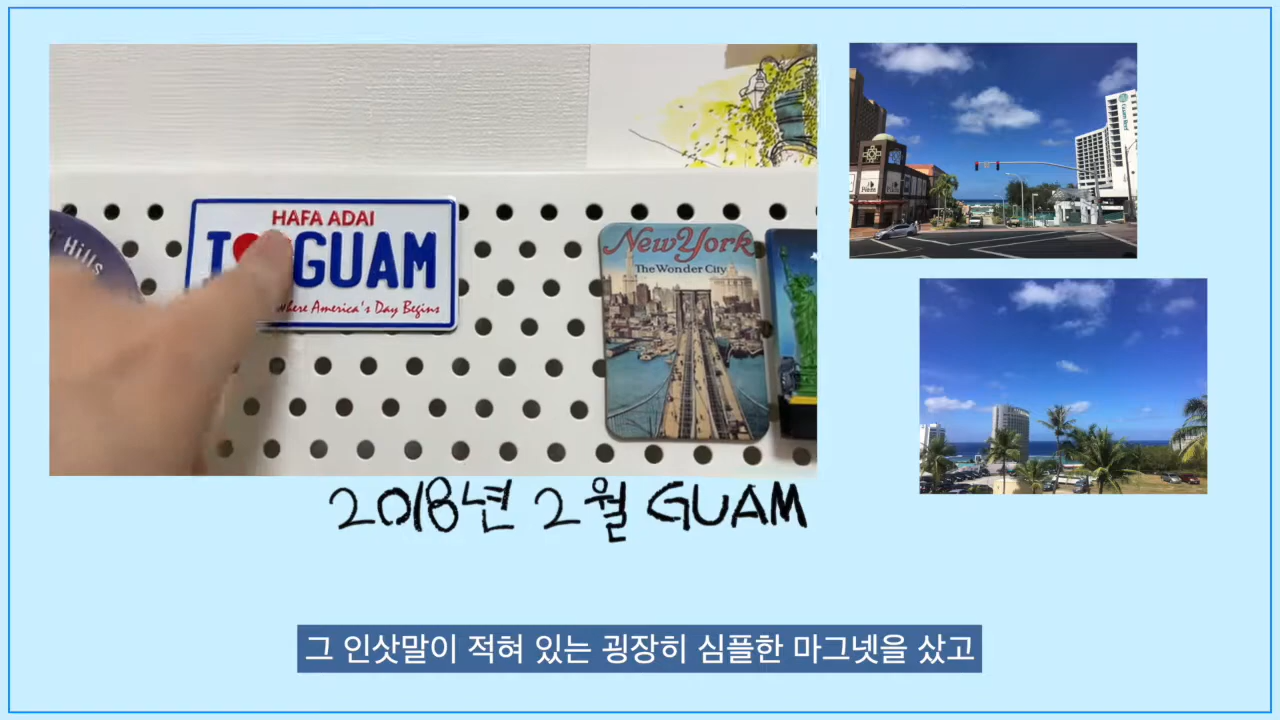 Hills
HAFA ADAI
I GUAM
Where America's Day Begins
New York
The Wonder City
2018년 2월 GUAM
그 인삿말이 적혀 있는 굉장히 심플한 마그넷을 샀고